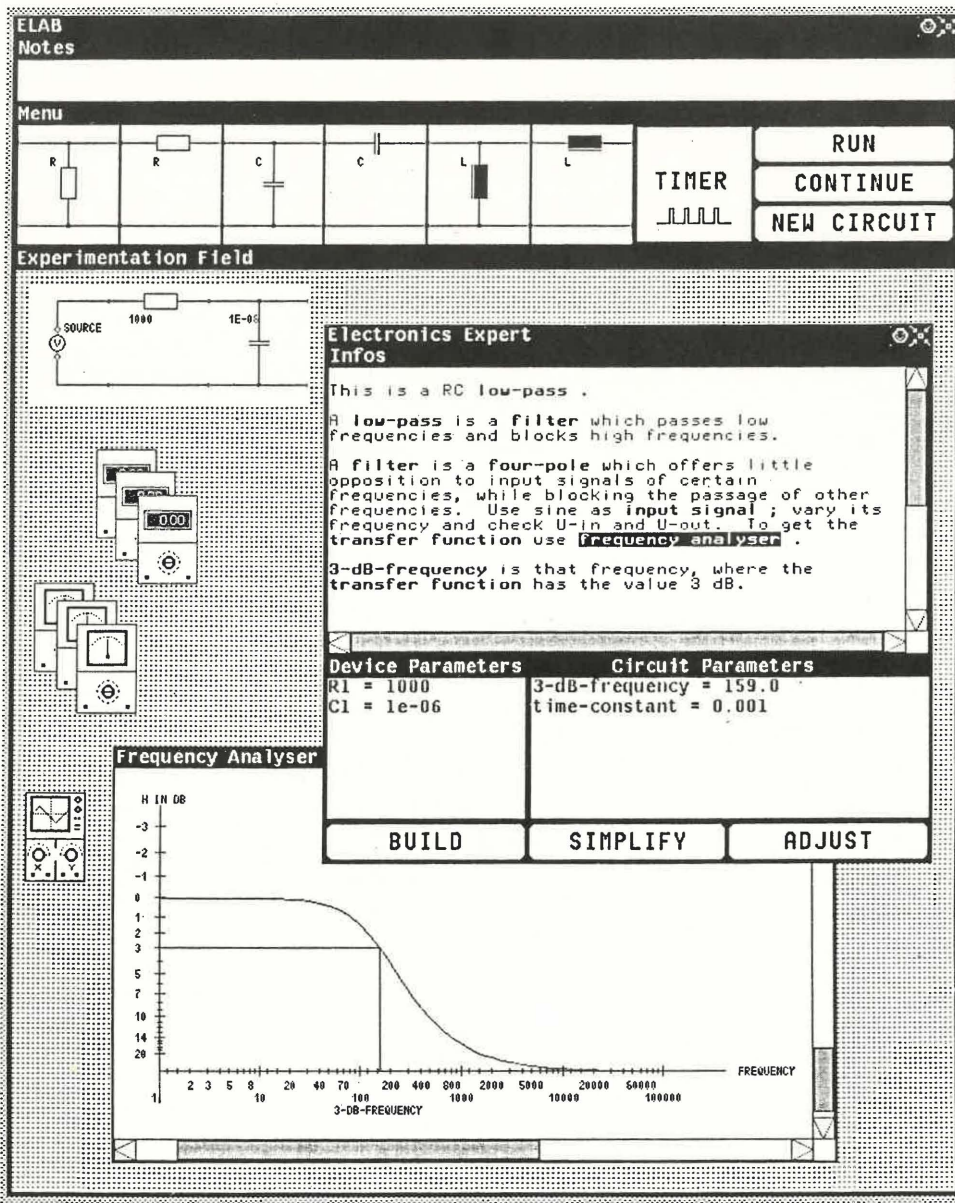 ELAB
Notes
Menu
R
R
C
C
L
L
TIMER
RUN
CONTINUE
NEW CIRCUIT
Experimentation Field
SOURCE
V
1000
1E-06
Electronics Expert
Infos
This is a RC low-pass .
A low-pass is a filter which passes low
frequencies and blocks high frequencies.
A filter is a four-pole which offers little
opposition to input signals of certain
frequencies, while blocking the passage of other
frequencies. Use sine as input signal ; vary its
frequency and check U-in and U-out. To get the
transfer function use frequency analyser .
3-dB-frequency is that frequency, where the
transfer function has the value 3 dB.
Device Parameters
R1 = 1000
C1 = 1e-06
Circuit Parameters
3-dB-frequency = 159.0
time-constant = 0.001
BUILD
SIMPLIFY
ADJUST
000
X Y
Frequency Analyser
H IN DB
-3
-2
-1
0
1
2
3
5
7
10
14
20
FREQUENCY
2 3 5 8 20 40 70 200 400 800 2000 5000 20000 50000
1 10 100 1000 10000 100000
3-DB-FREQUENCY